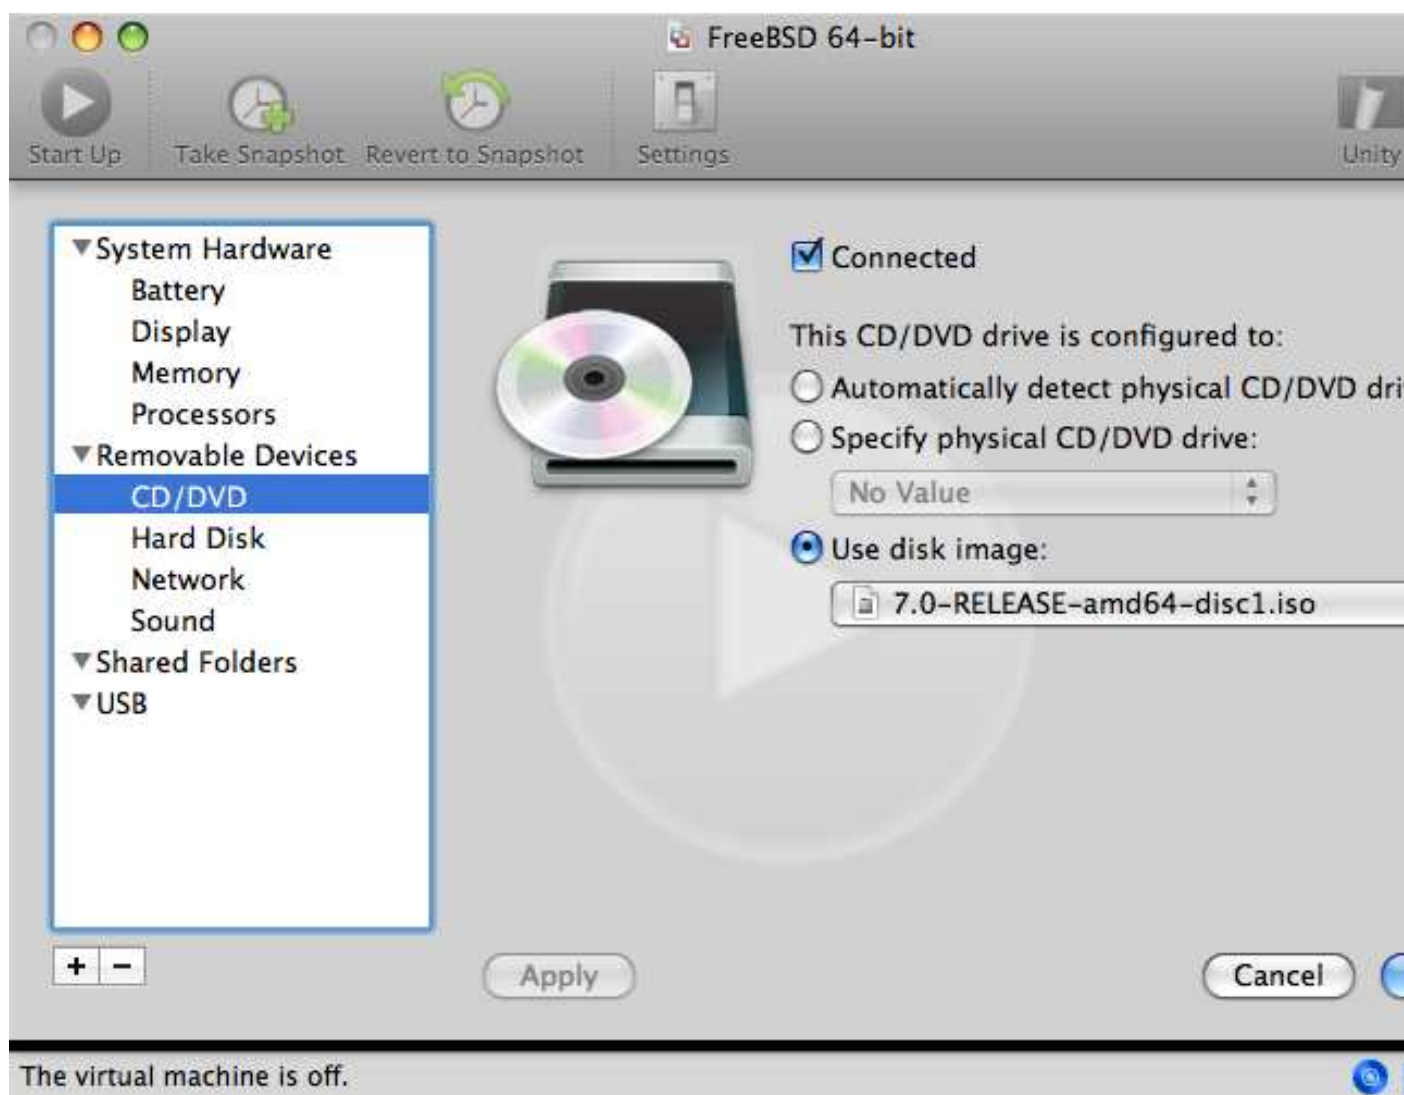 FreeBSD 64-bit
Start Up
Take Snapshot
Revert to Snapshot
Settings
Unity
System Hardware
Battery
Display
Memory
Processors
Removable Devices
CD/DVD
Hard Disk
Network
Sound
Shared Folders
USB
Connected
This CD/DVD drive is configured to:
Automatically detect physical CD/DVD
Specify physical CD/DVD drive:
No Value
Use disk image:
7.0-RELEASE-amd64-disc1.iso
+ −
Apply
Cancel
The virtual machine is off.